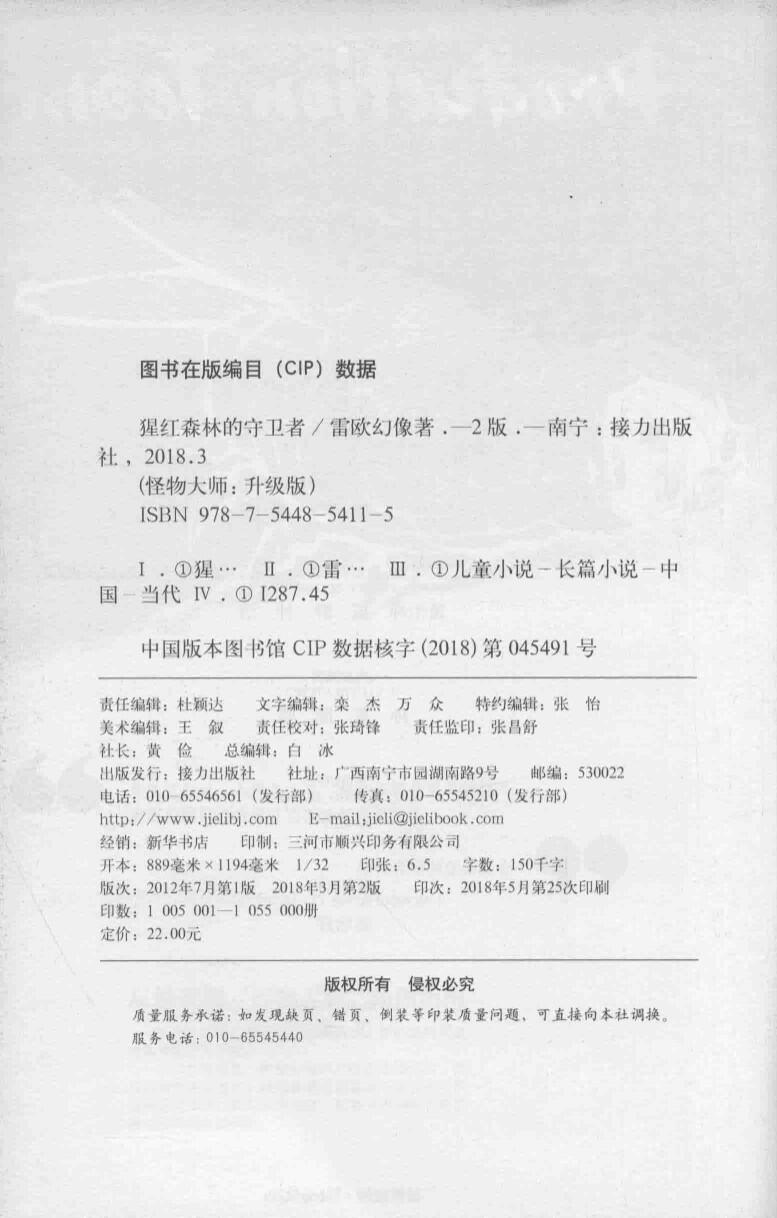 图书在版编目（CIP）数据
猩红森林的守卫者／雷欧幻像著.—2版.—南宁：接力出版
社，2018.3
(怪物大师：升级版)
ISBN 978-7-5448-5411-5
Ⅰ.①猩… Ⅱ.①雷… Ⅲ.①儿童小说－长篇小说－中
国－当代 Ⅳ.①I287.45
中国版本图书馆CIP数据核字(2018)第045491号
责任编辑：杜颖达 文字编辑：栾 杰 万 众 特约编辑：张 怡
美术编辑：王 叙 责任校对：张琦锋 责任监印：张昌舒
社长：黄 俭 总编辑：白 冰
出版发行：接力出版社 社址：广西南宁市园湖南路9号 邮编：530022
电话：010-65546561（发行部） 传真：010-65545210（发行部）
http://www.jielibj.com E-mail:jieli@jielibook.com
经销：新华书店 印制：三河市顺兴印务有限公司
开本：889毫米×1194毫米 1/32 印张：6.5 字数：150千字
版次：2012年7月第1版 2018年3月第2版 印次：2018年5月第25次印刷
印数：1 005 001—1 055 000册
定价：22.00元
版权所有 侵权必究
质量服务承诺：如发现缺页、错页、倒装等印装质量问题，可直接向本社调换。
服务电话：010-65545440